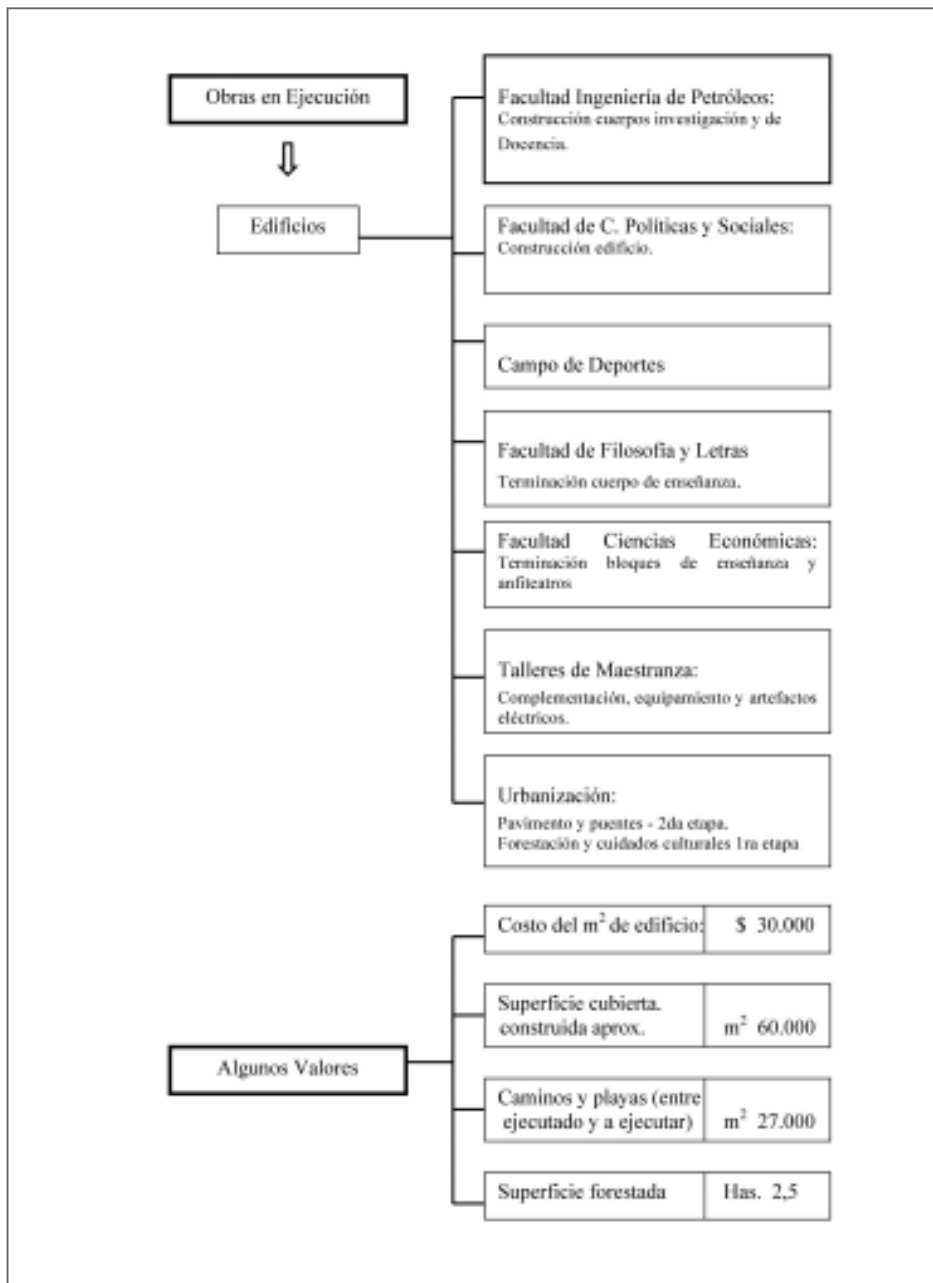 Obras en Ejecución
Edificios
Facultad Ingeniería de Petróleos:
Construcción cuerpos investigación y de
Docencia.
Facultad de C. Políticas y Sociales:
Construcción edificio.
Campo de Deportes
Facultad de Filosofía y Letras
Terminación cuerpo de enseñanza.
Facultad Ciencias Económicas:
Terminación bloques de enseñanza y
anfiteatros
Talleres de Maestranza:
Complementación, equipamiento y artefactos
eléctricos.
Urbanización:
Pavimento y puentes - 2da etapa.
Forestación y cuidados culturales 1ra etapa
Algunos Valores
Costo del m² de edificio: $ 30.000
Superficie cubierta.
construida aprox. m² 60.000
Caminos y playas (entre
ejecutado y a ejecutar) m² 27.000
Superficie forestada Has. 2,5